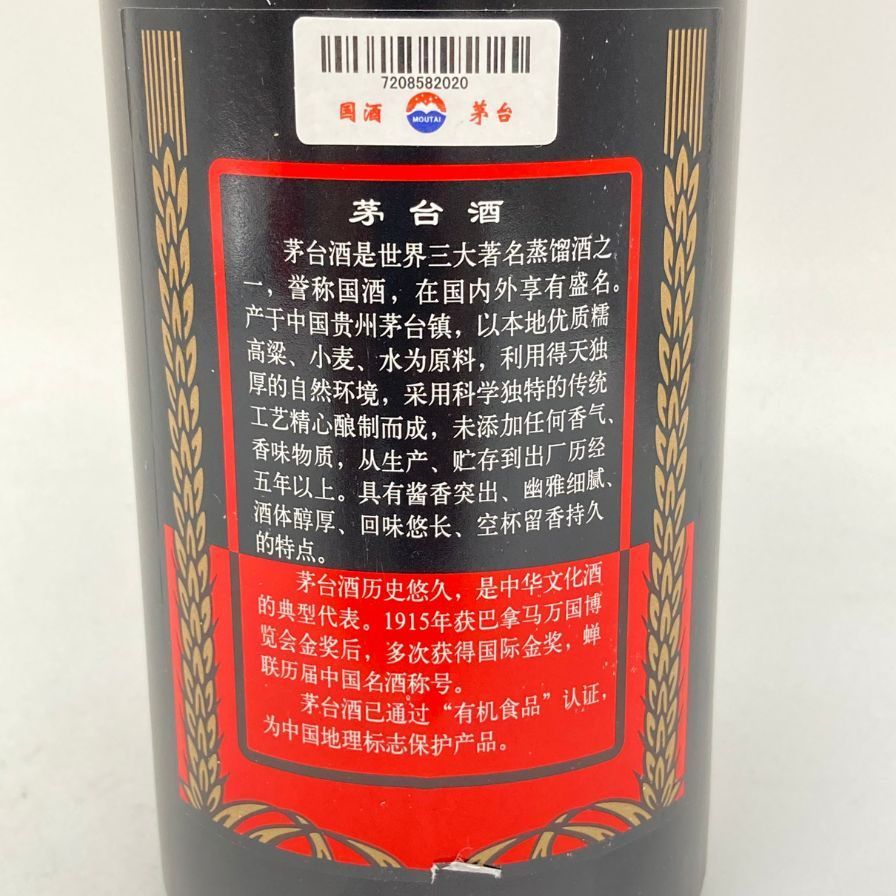 7208582020
国酒 MOUTAI 茅台
茅台酒
茅台酒是世界三大著名蒸馏酒之
一，誉称国酒，在国内外享有盛名。
产于中国贵州茅台镇，以本地优质糯
高粱、小麦、水为原料，利用得天独
厚的自然环境，采用科学独特的传统
工艺精心酿制而成，未添加任何香气、
香味物质，从生产、贮存到出厂历经
五年以上。具有酱香突出、幽雅细腻、
酒体醇厚、回味悠长、空杯留香持久
的特点。
茅台酒历史悠久，是中华文化酒
的典型代表。1915年获巴拿马万国博
览会金奖后，多次获得国际金奖，蝉
联历届中国名酒称号。
茅台酒已通过“有机食品”认证，
为中国地理标志保护产品。